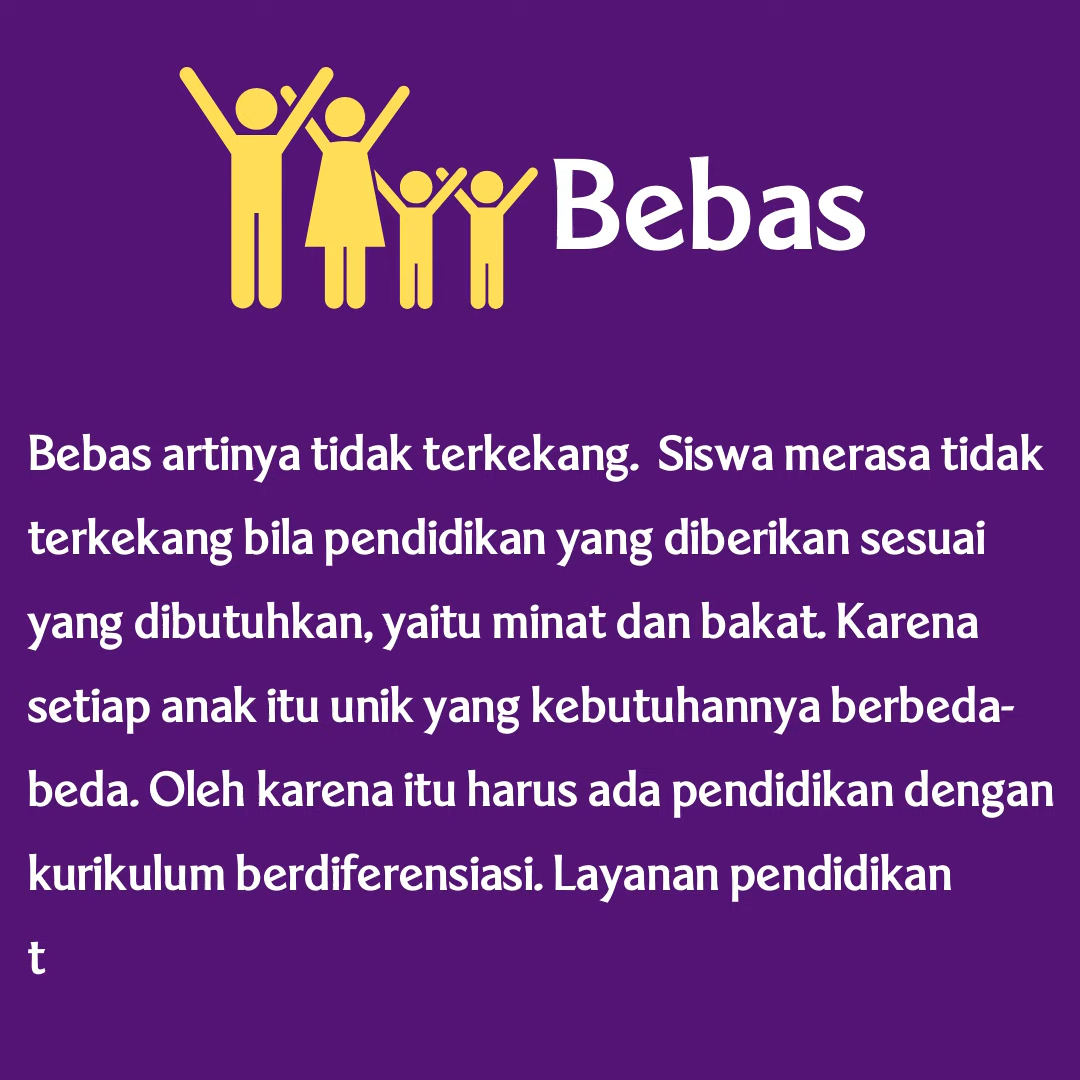 Bebas
Bebas artinya tidak terkekang.  Siswa merasa tidak
terkekang bila pendidikan yang diberikan sesuai
yang dibutuhkan, yaitu minat dan bakat. Karena
setiap anak itu unik yang kebutuhannya berbeda-
beda. Oleh karena itu harus ada pendidikan dengan
kurikulum berdiferensiasi. Layanan pendidikan
t